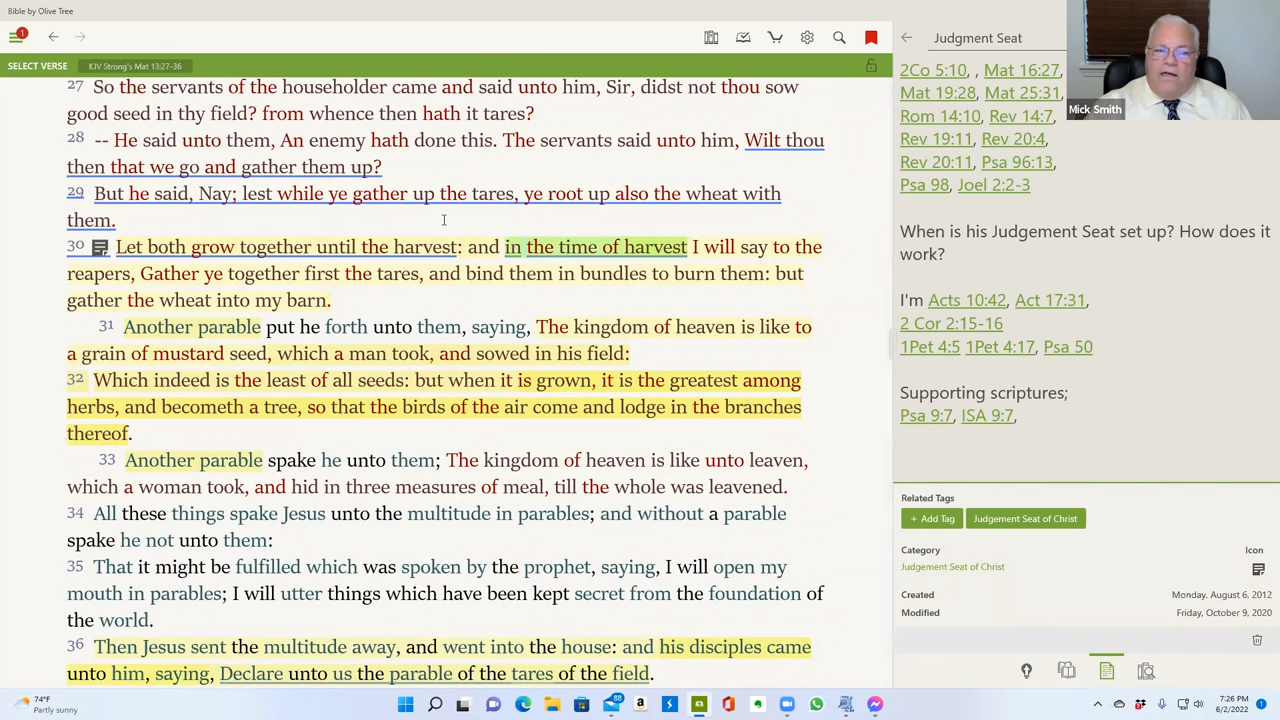 Bible by Olive Tree
1
SELECT VERSE
KJV Strong's Mat 13:27-36
27 So the servants of the householder came and said unto him, Sir, didst not thou sow
good seed in thy field? from whence then hath it tares?
28 -- He said unto them, An enemy hath done this. The servants said unto him, Wilt thou
then that we go and gather them up?
29 But he said, Nay; lest while ye gather up the tares, ye root up also the wheat with
them.
30 Let both grow together until the harvest: and in the time of harvest I will say to the
reapers, Gather ye together first the tares, and bind them in bundles to burn them: but
gather the wheat into my barn.
31 Another parable put he forth unto them, saying, The kingdom of heaven is like to
a grain of mustard seed, which a man took, and sowed in his field:
32 Which indeed is the least of all seeds: but when it is grown, it is the greatest among
herbs, and becometh a tree, so that the birds of the air come and lodge in the branches
thereof.
33 Another parable spake he unto them; The kingdom of heaven is like unto leaven,
which a woman took, and hid in three measures of meal, till the whole was leavened.
34 All these things spake Jesus unto the multitude in parables; and without a parable
spake he not unto them:
35 That it might be fulfilled which was spoken by the prophet, saying, I will open my
mouth in parables; I will utter things which have been kept secret from the foundation of
the world.
36 Then Jesus sent the multitude away, and went into the house: and his disciples came
unto him, saying, Declare unto us the parable of the tares of the field.
Judgment Seat
Mick Smith
2Co 5:10, , Mat 16:27,
Mat 19:28, Mat 25:31,
Rom 14:10, Rev 14:7,
Rev 19:11, Rev 20:4,
Rev 20:11, Psa 96:13,
Psa 98, Joel 2:2-3
When is his Judgement Seat set up? How does it
work?
I'm Acts 10:42, Act 17:31,
2 Cor 2:15-16
1Pet 4:5 1Pet 4:17, Psa 50
Supporting scriptures;
Psa 9:7, ISA 9:7,
Related Tags
+ Add Tag
Judgment Seat of Christ
Category
Icon
Judgement Seat of Christ
Created
Monday, August 6, 2012
Modified
Friday, October 9, 2020
74°F
Partly sunny
88
a
7:26 PM
6/2/2022
1